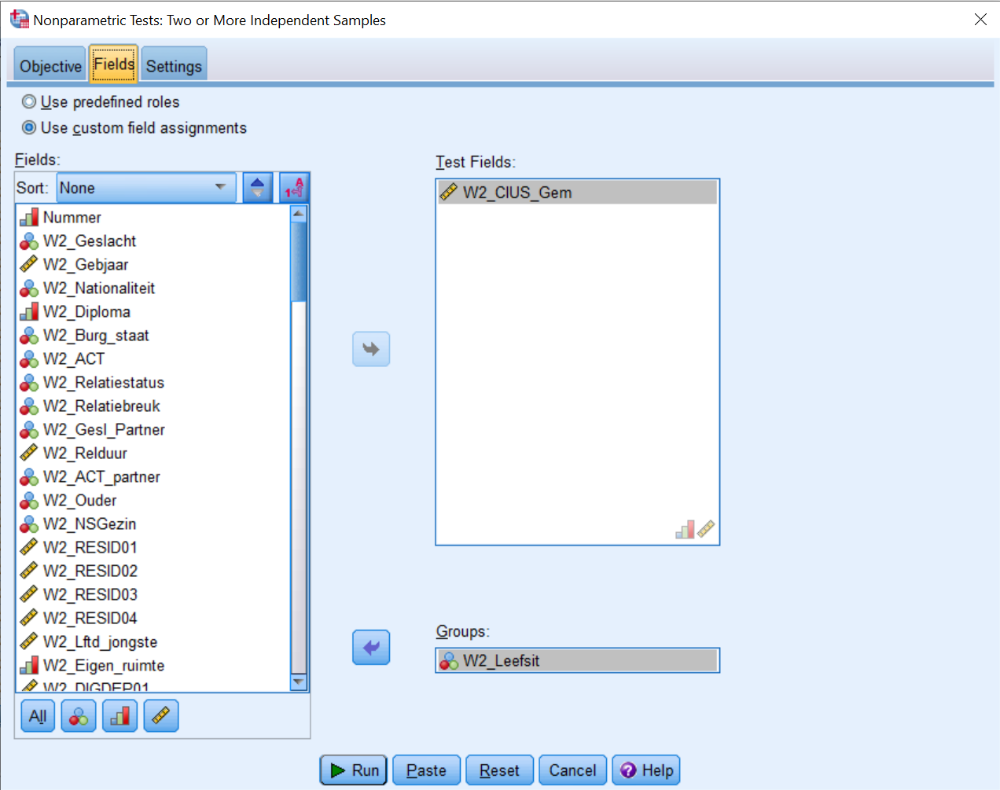 Nonparametric Tests: Two or More Independent Samples
Objective
Fields
Settings
Use predefined roles
Use custom field assignments
Fields:
Sort: None
Nummer
W2_Geslacht
W2_Gebjaar
W2_Nationaliteit
W2_Diploma
W2_Burg_staat
W2_ACT
W2_Relatiestatus
W2_Relatiebreuk
W2_Gesl_Partner
W2_Relduur
W2_ACT_partner
W2_Ouder
W2_NSGezin
W2_RESID01
W2_RESID02
W2_RESID03
W2_RESID04
W2_Lftd_jongste
W2_Eigen_ruimte
W2_DIGDEP01
All
Test Fields:
W2_CIUS_Gem
Groups:
W2_Leefsit
Run
Paste
Reset
Cancel
Help